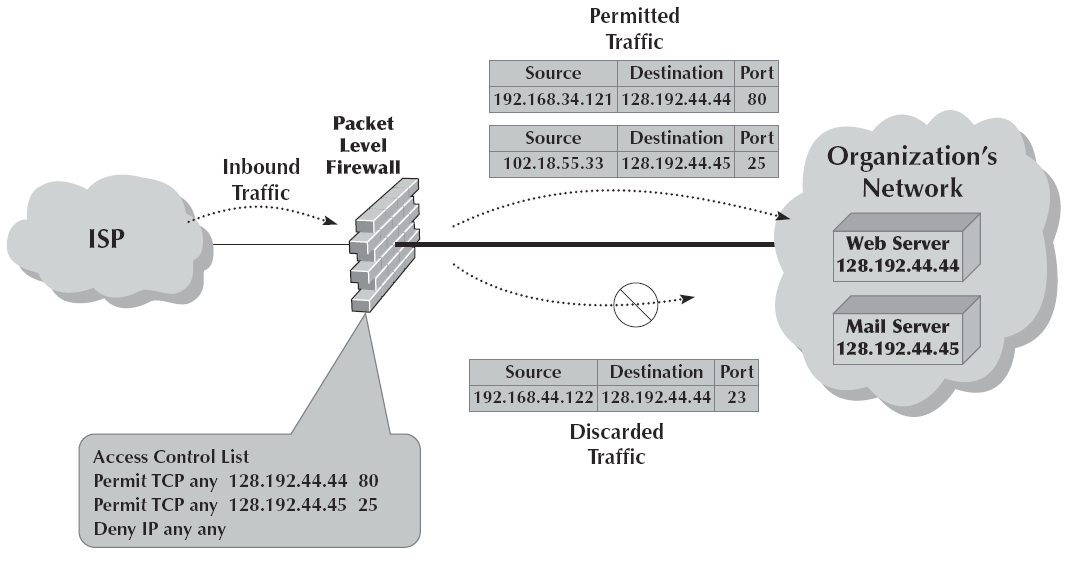 Permitted
Traffic
Source Destination Port
192.168.34.121 128.192.44.44 80
Source Destination Port
102.18.55.33 128.192.44.45 25
Packet
Level
Firewall
Inbound
Traffic
ISP
Organization's
Network
Web Server
128.192.44.44
Mail Server
128.192.44.45
Source Destination Port
192.168.44.122 128.192.44.44 23
Discarded
Traffic
Access Control List
Permit TCP any 128.192.44.44 80
Permit TCP any 128.192.44.45 25
Deny IP any any